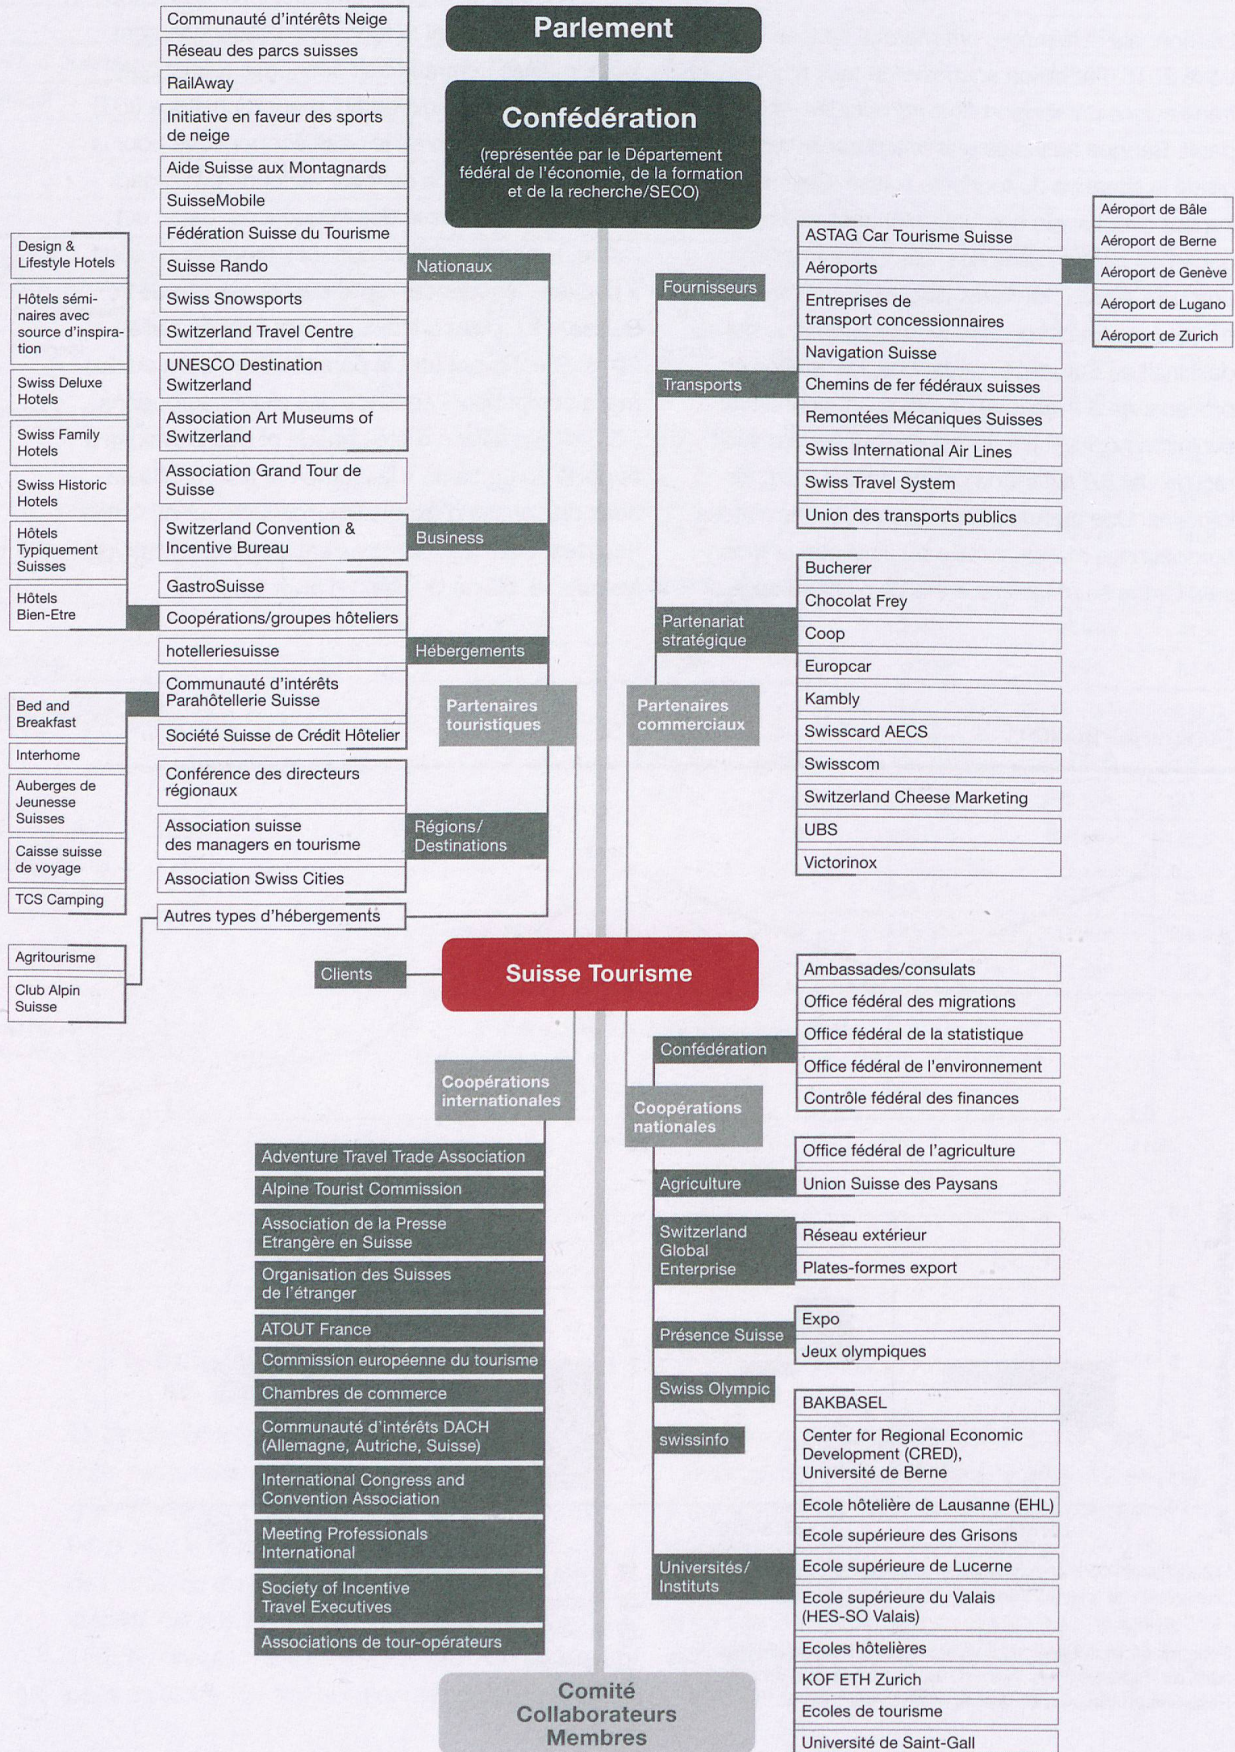 Parlement
Confédération
(représentée par le Département
fédéral de l'économie, de la formation
et de la recherche/SECO)
Communauté d'intérêts Neige
Réseau des parcs suisses
RailAway
Initiative en faveur des sports
de neige
Aide Suisse aux Montagnards
SuisseMobile
Fédération Suisse du Tourisme
Suisse Rando
Swiss Snowsports
Switzerland Travel Centre
UNESCO Destination
Switzerland
Association Art Museums of
Switzerland
Association Grand Tour de
Suisse
Nationaux
Switzerland Convention &
Incentive Bureau
Business
GastroSuisse
Coopérations/groupes hôteliers
hotelleriesuisse
Communauté d'intérêts
Parahôtellerie Suisse
Société Suisse de Crédit Hôtelier
Hébergements
Design &
Lifestyle Hotels
Hôtels sémi-
naires avec
source d'inspira-
tion
Swiss Deluxe
Hotels
Swiss Family
Hotels
Swiss Historic
Hotels
Hôtels
Typiquement
Suisses
Hôtels
Bien-Etre
Bed and
Breakfast
Interhome
Auberges de
Jeunesse
Suisses
Caisse suisse
de voyage
TCS Camping
Conférence des directeurs
régionaux
Association suisse
des managers en tourisme
Association Swiss Cities
Régions/
Destinations
Autres types d'hébergements
Agritourisme
Club Alpin
Suisse
Partenaires
touristiques
Partenaires
commerciaux
Fournisseurs
Transports
ASTAG Car Tourisme Suisse
Aéroports
Entreprises de
transport concessionnaires
Navigation Suisse
Chemins de fer fédéraux suisses
Remontées Mécaniques Suisses
Swiss International Air Lines
Swiss Travel System
Union des transports publics
Aéroport de Bâle
Aéroport de Berne
Aéroport de Genève
Aéroport de Lugano
Aéroport de Zurich
Partenariat
stratégique
Bucherer
Chocolat Frey
Coop
Europcar
Kambly
Swisscard AECS
Swisscom
Switzerland Cheese Marketing
UBS
Victorinox
Clients
Suisse Tourisme
Coopérations
internationales
Adventure Travel Trade Association
Alpine Tourist Commission
Association de la Presse
Etrangère en Suisse
Organisation des Suisses
de l'étranger
ATOUT France
Commission européenne du tourisme
Chambres de commerce
Communauté d'intérêts DACH
(Allemagne, Autriche, Suisse)
International Congress and
Convention Association
Meeting Professionals
International
Society of Incentive
Travel Executives
Associations de tour-opérateurs
Coopérations
nationales
Confédération
Ambassades/consulats
Office fédéral des migrations
Office fédéral de la statistique
Office fédéral de l'environnement
Contrôle fédéral des finances
Agriculture
Office fédéral de l'agriculture
Union Suisse des Paysans
Switzerland
Global
Enterprise
Réseau extérieur
Plates-formes export
Présence Suisse
Expo
Jeux olympiques
Swiss Olympic
swissinfo
Universités/
Instituts
BAKBASEL
Center for Regional Economic
Development (CRED),
Université de Berne
Ecole hôtelière de Lausanne (EHL)
Ecole supérieure des Grisons
Ecole supérieure de Lucerne
Ecole supérieure du Valais
(HES-SO Valais)
Ecoles hôtelières
KOF ETH Zurich
Ecoles de tourisme
Université de Saint-Gall
Comité
Collaborateurs
Membres